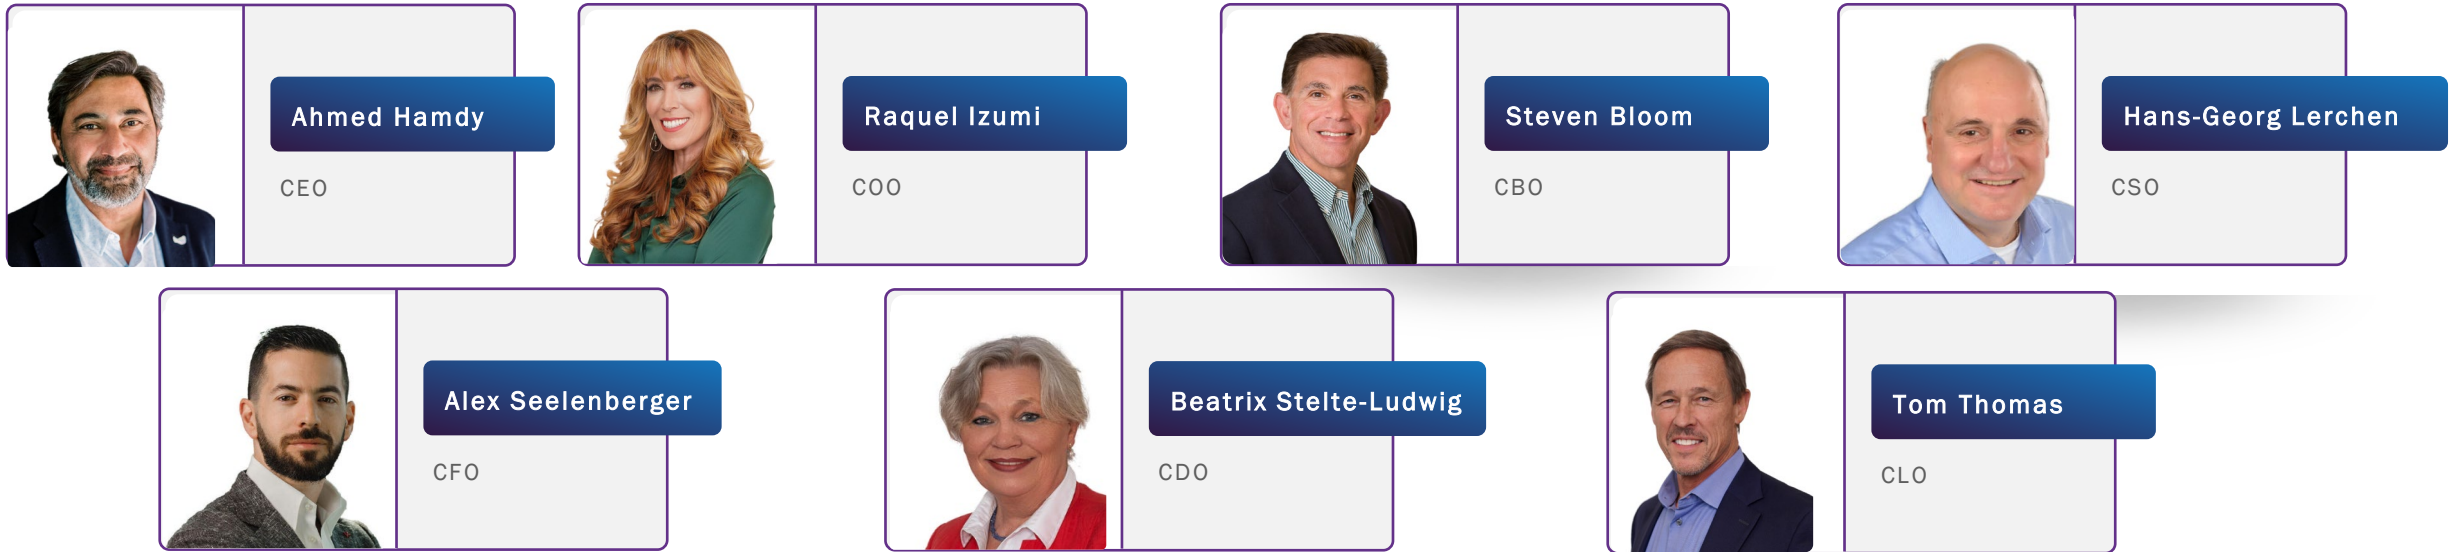 Ahmed Hamdy
CEO
Raquel Izumi
COO
Steven Bloom
CBO
Hans-Georg Lerchen
CSO
Alex Seelenberger
CFO
Beatrix Stelte-Ludwig
CDO
Tom Thomas
CLO